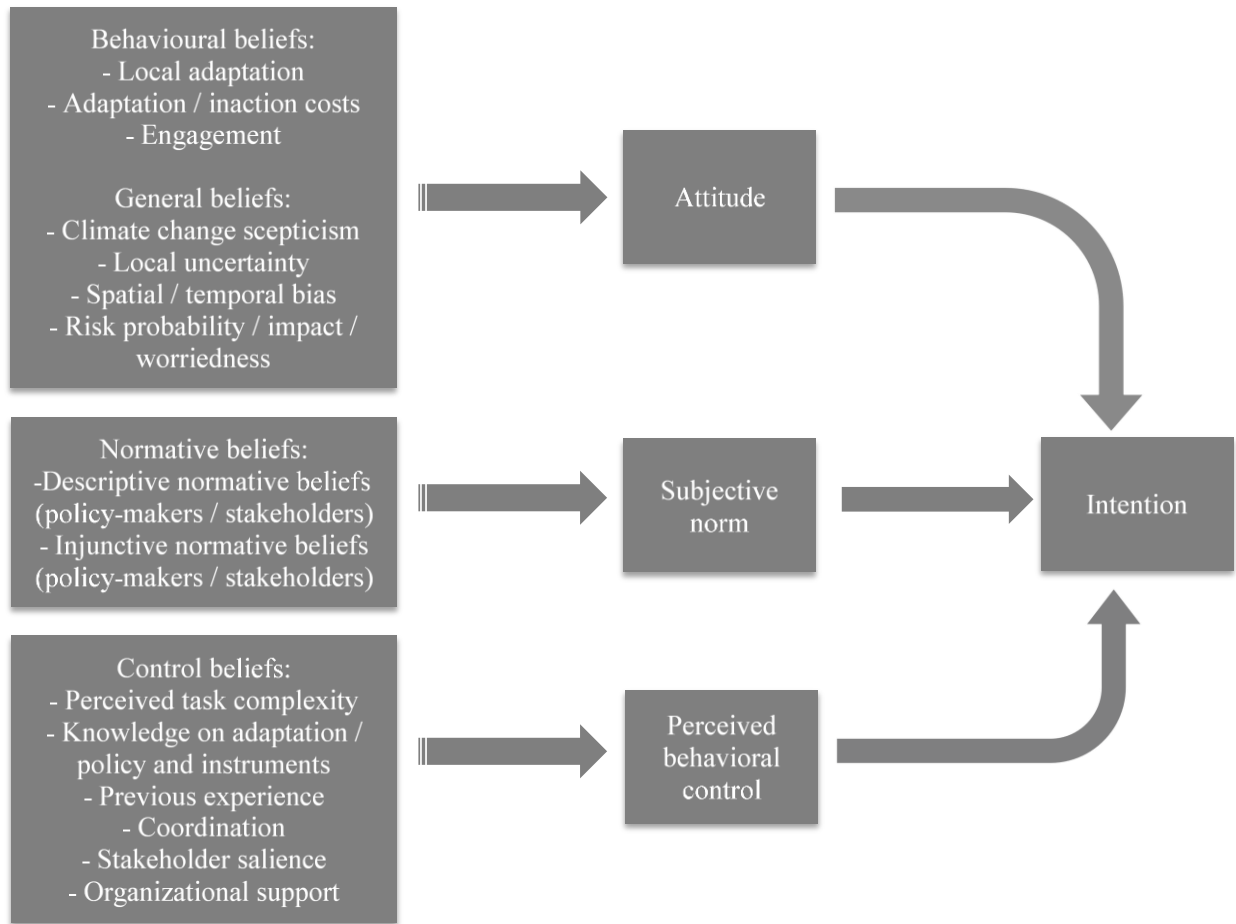 Behavioural beliefs:
- Local adaptation
- Adaptation / inaction costs
- Engagement
General beliefs:
- Climate change scepticism
- Local uncertainty
- Spatial / temporal bias
- Risk probability / impact /
worriedness
Attitude
Normative beliefs:
-Descriptive normative beliefs
(policy-makers / stakeholders)
- Injunctive normative beliefs
(policy-makers / stakeholders)
Subjective
norm
Intention
Control beliefs:
- Perceived task complexity
- Knowledge on adaptation /
policy and instruments
- Previous experience
- Coordination
- Stakeholder salience
- Organizational support
Perceived
behavioral
control